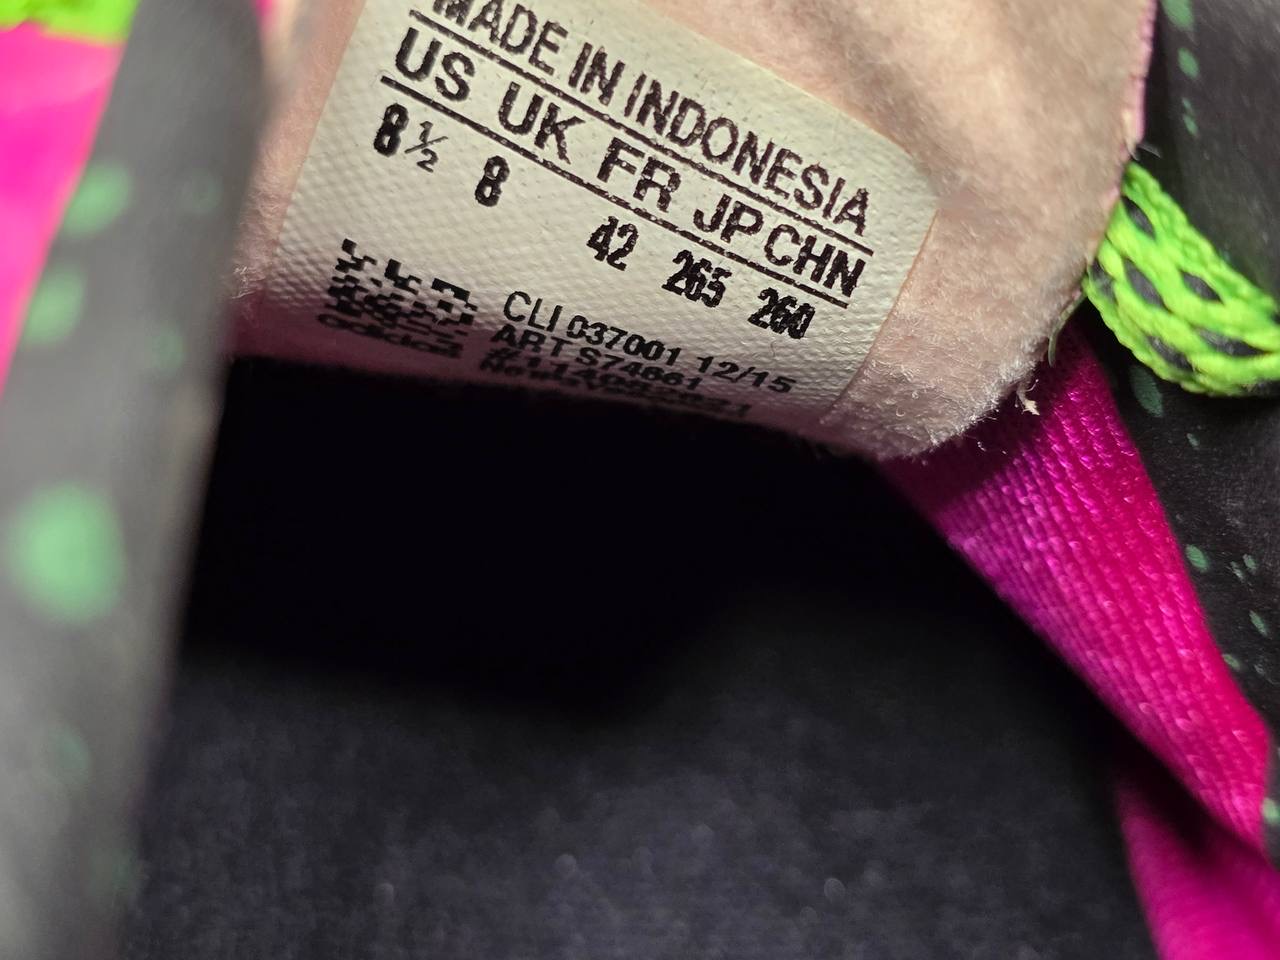 MADE IN INDONESIA
US UK FR JP CHN
8½ 8 42 265 260
CLI 037001 12/15
ART S74661
adidas